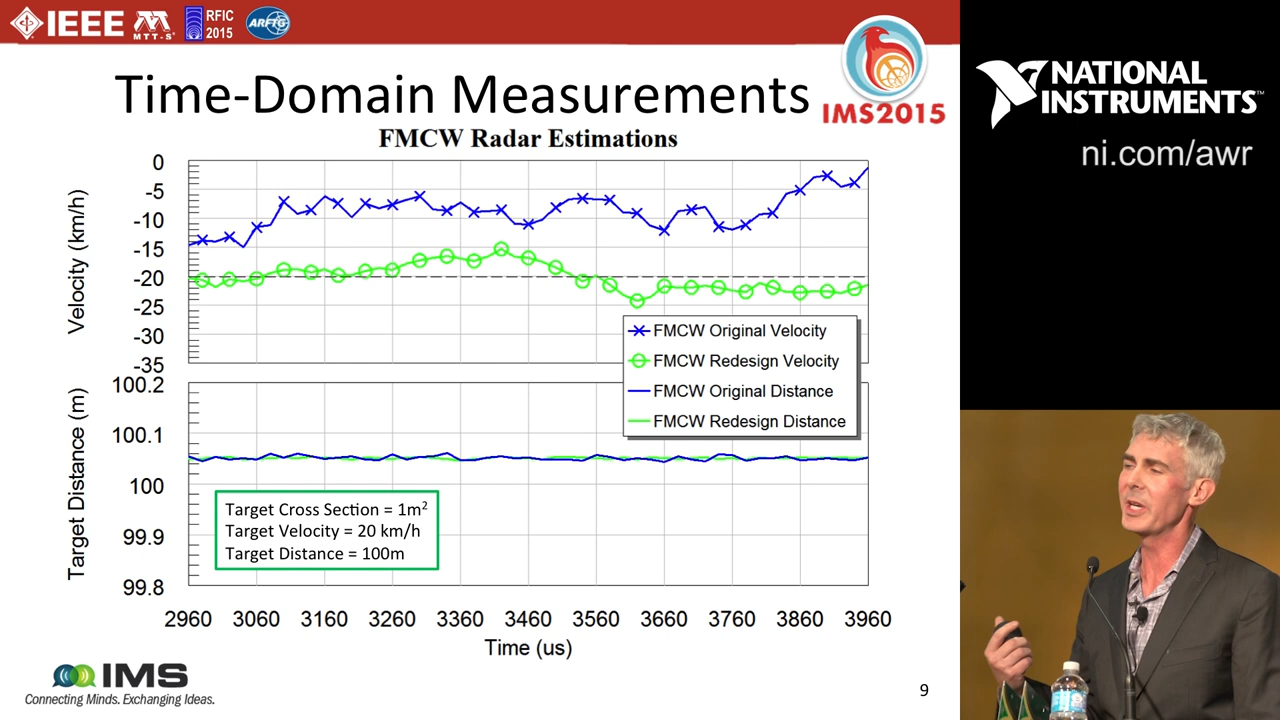 IEEE
MTT-S
RFIC
2015
ARFTG
Time-Domain Measurements
IMS2015
NATIONAL
INSTRUMENTS™
ni.com/awr
FMCW Radar Estimations
Velocity (km/h)
0
-5
-10
-15
-20
-25
-30
-35
FMCW Original Velocity
FMCW Redesign Velocity
FMCW Original Distance
FMCW Redesign Distance
Target Distance (m)
100.2
100.1
100
99.9
99.8
Target Cross Section = 1m²
Target Velocity = 20 km/h
Target Distance = 100m
2960 3060 3160 3260 3360 3460 3560 3660 3760 3860 3960
Time (us)
IMS
Connecting Minds. Exchanging Ideas.
9